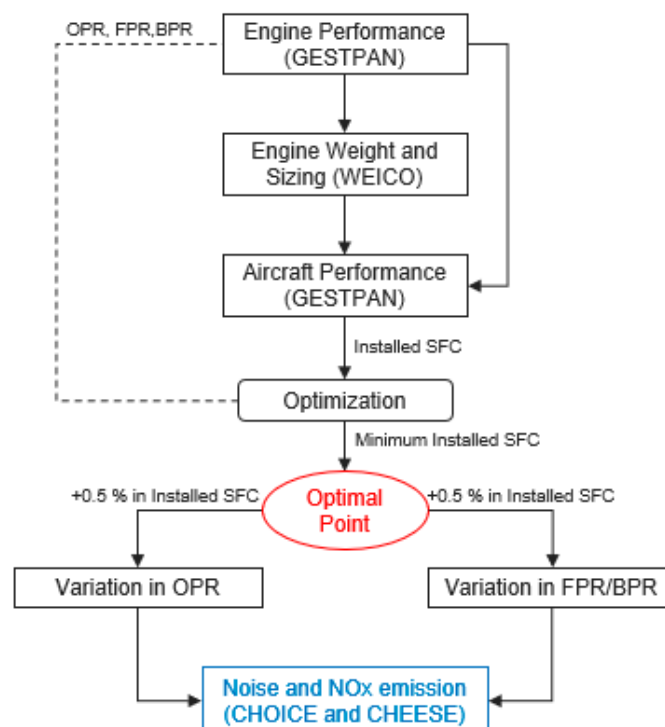 OPR, FPR,BPR
Engine Performance
(GESTPAN)
Engine Weight and
Sizing (WEICO)
Aircraft Performance
(GESTPAN)
Installed SFC
Optimization
Minimum Installed SFC
+0.5 % in Installed SFC
Optimal
Point
+0.5 % in Installed SFC
Variation in OPR
Variation in FPR/BPR
Noise and NOx emission
(CHOICE and CHEESE)